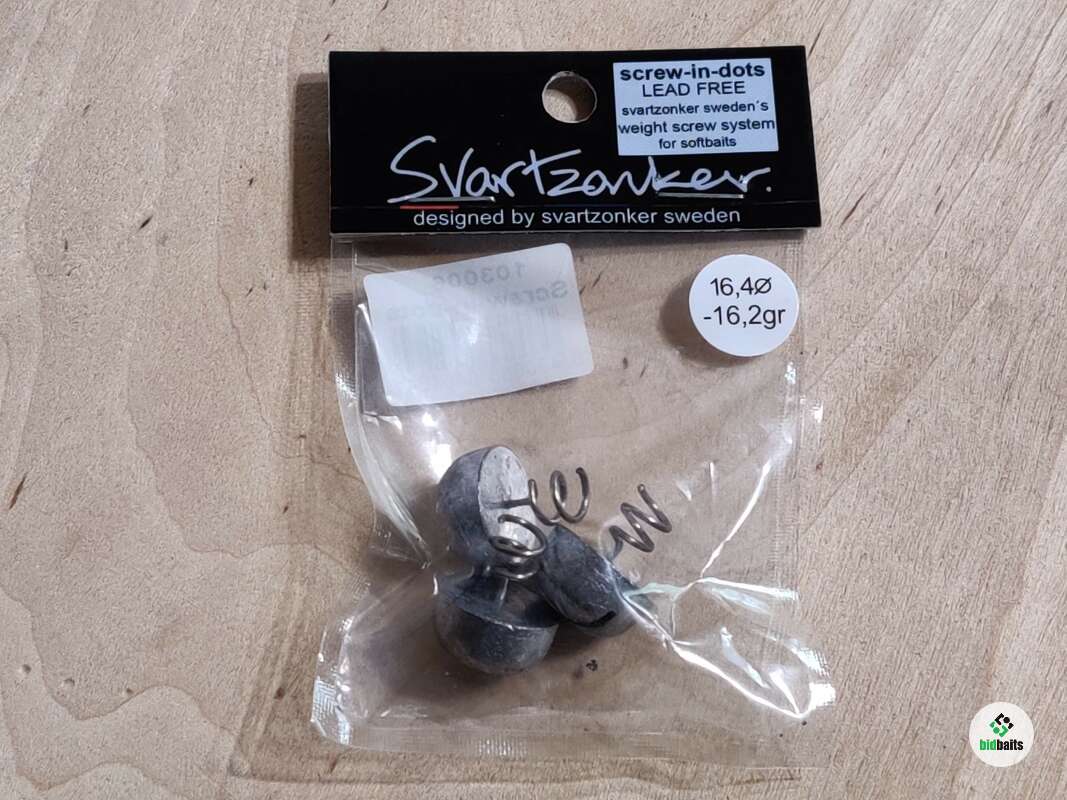 screw-in-dots
LEAD FREE
svartzonker sweden´s
weight screw system
for softbaits
Svartzonker.
designed by svartzonker sweden
16,4Ø
-16,2gr
bidbaits